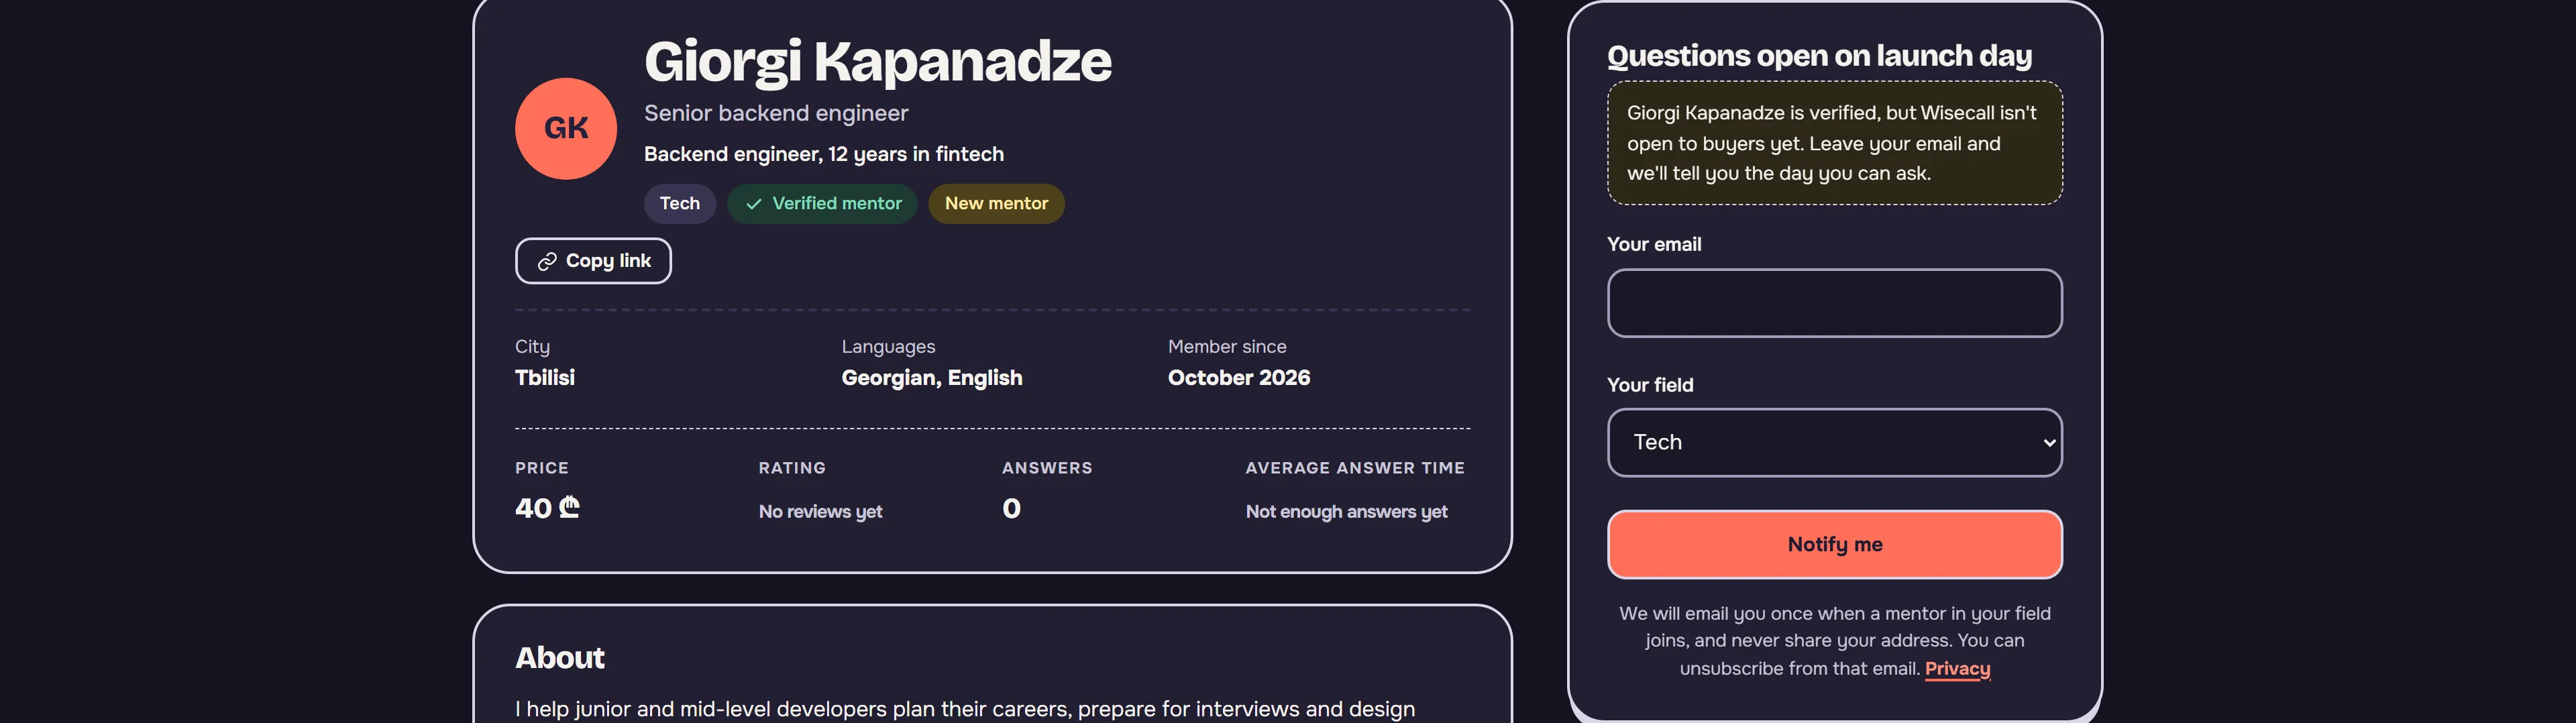 Giorgi Kapanadze
GK
Senior backend engineer
Backend engineer, 12 years in fintech
Tech
Verified mentor
New mentor
Copy link
City
Tbilisi
Languages
Georgian, English
Member since
October 2026
PRICE
40 ₾
RATING
No reviews yet
ANSWERS
0
AVERAGE ANSWER TIME
Not enough answers yet
About
I help junior and mid-level developers plan their careers, prepare for interviews and design
Questions open on launch day
Giorgi Kapanadze is verified, but Wisecall isn't
open to buyers yet. Leave your email and
we'll tell you the day you can ask.
Your email
Your field
Tech
Notify me
We will email you once when a mentor in your field
joins, and never share your address. You can
unsubscribe from that email. Privacy